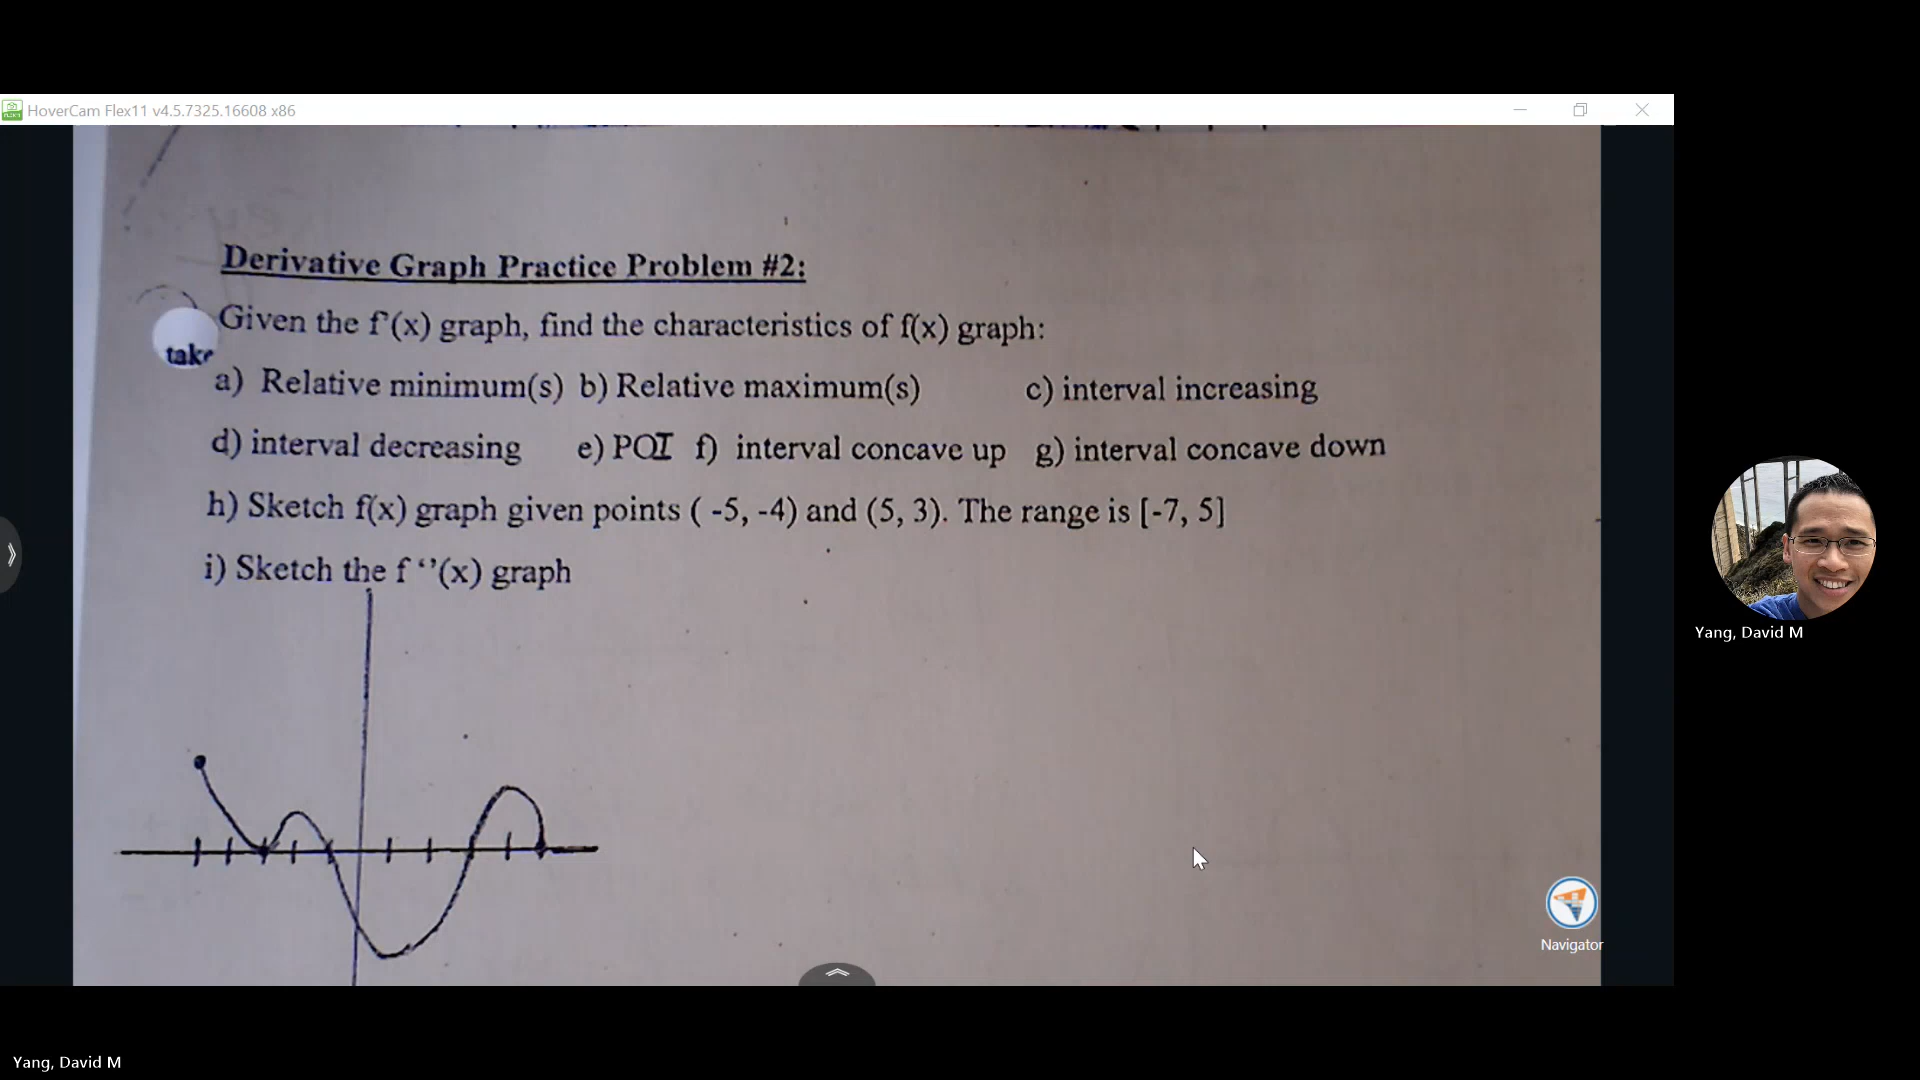 HoverCam Flex11 v4.5.7325.16608 x86
Derivative Graph Practice Problem #2:
Given the f'(x) graph, find the characteristics of f(x) graph:
take
a) Relative minimum(s) b) Relative maximum(s) c) interval increasing
d) interval decreasing e) POI f) interval concave up g) interval concave down
h) Sketch f(x) graph given points ( -5, -4) and (5, 3). The range is [-7, 5]
i) Sketch the f ‘’(x) graph
Yang, David M
Navigator
Yang, David M